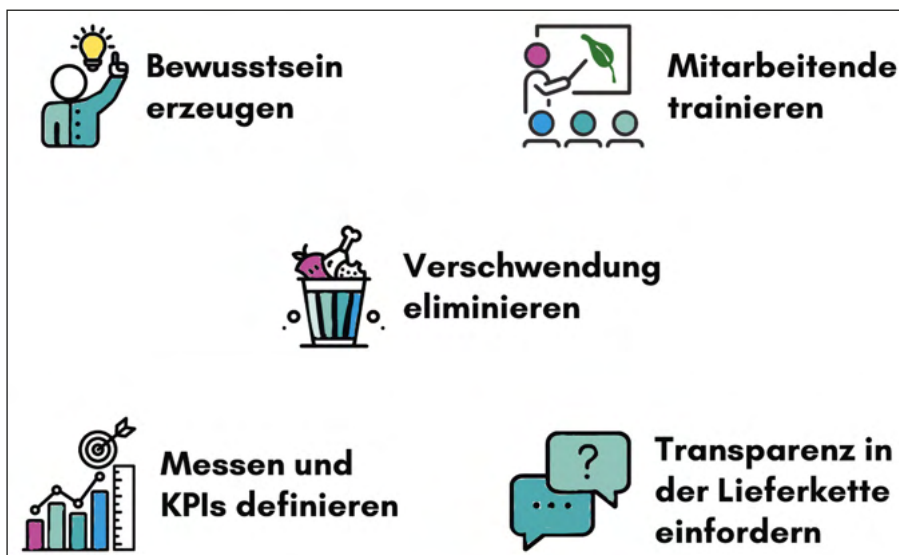 Bewusstsein
erzeugen
Mitarbeitende
trainieren
Verschwendung
eliminieren
Messen und
KPIs definieren
?
Transparenz in
der Lieferkette
einfordern